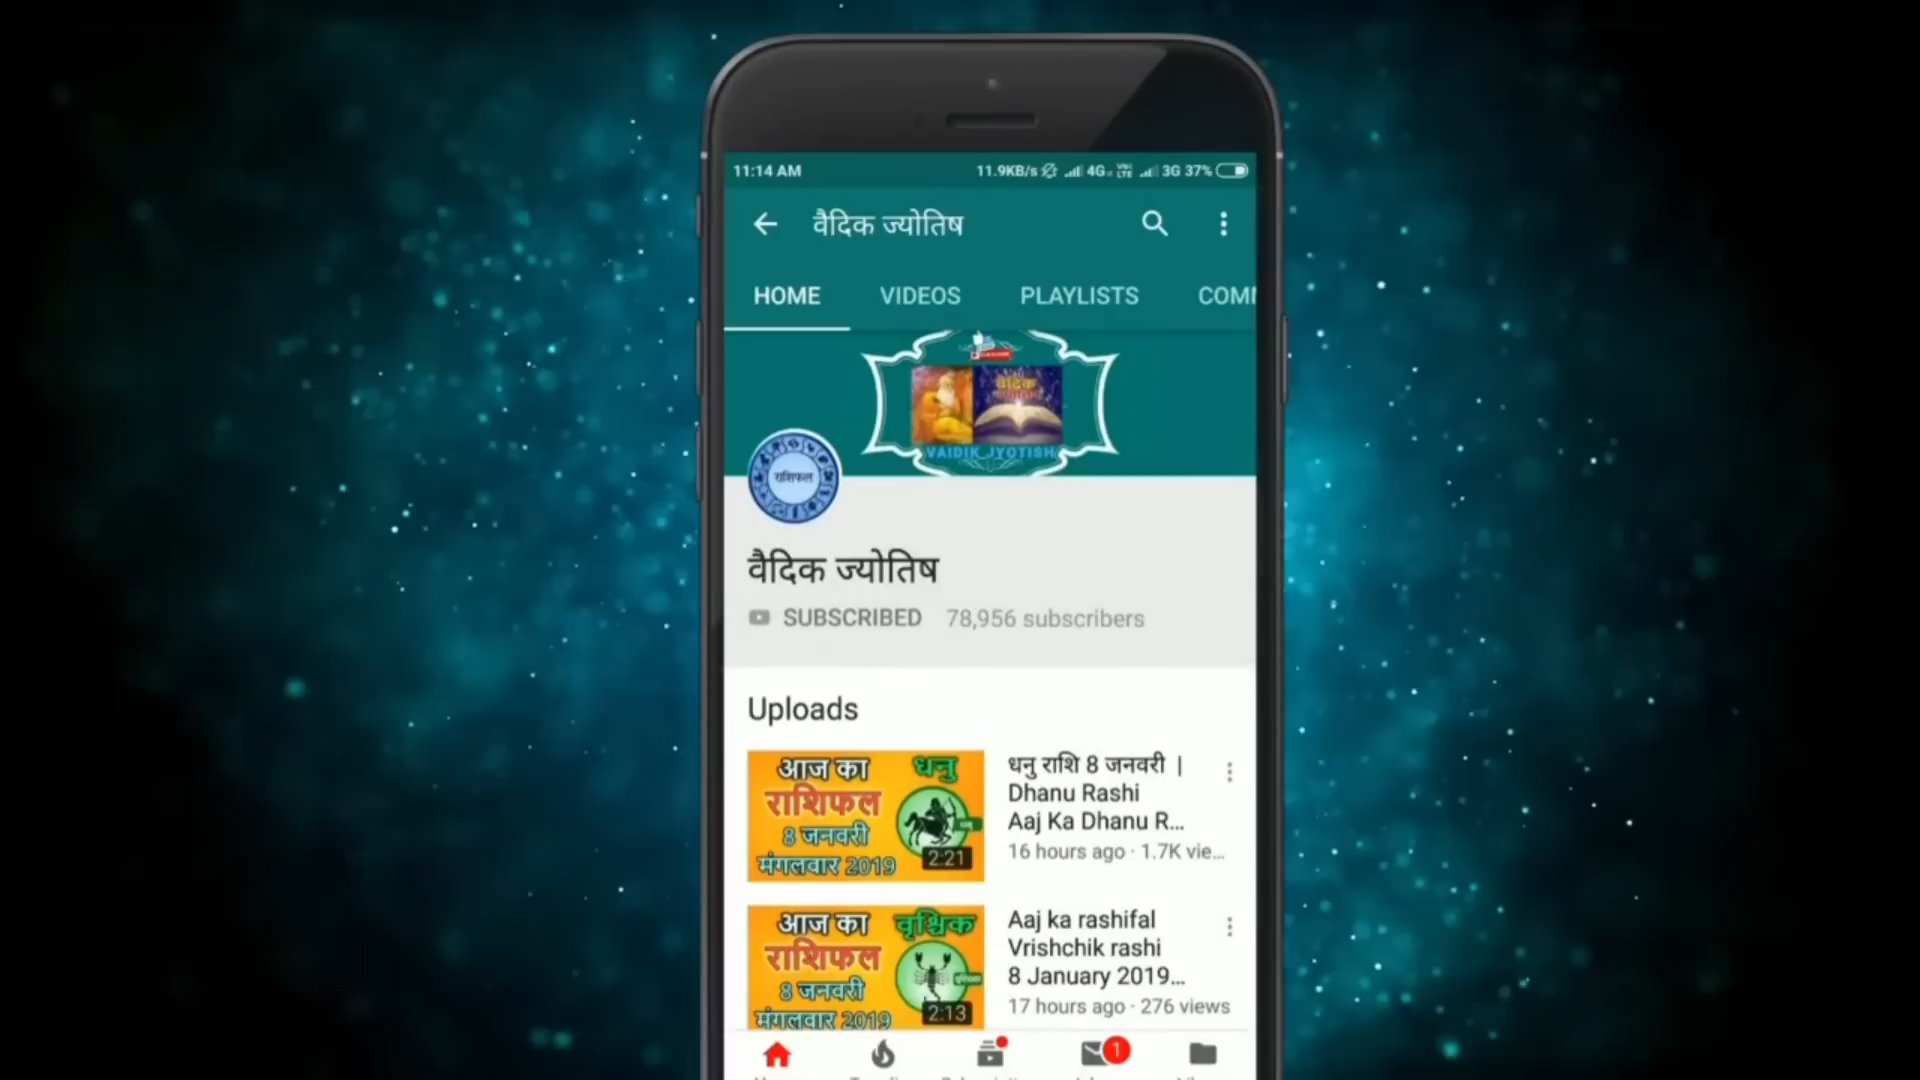 11:14 AM 11.9KB/s 4G VoLTE 3G 37%
वैदिक ज्योतिष
HOME VIDEOS PLAYLISTS COMM
वैदिक
VAIDIK JYOTISH
राशिफल
वैदिक ज्योतिष
SUBSCRIBED 78,956 subscribers
Uploads
आज का धनु
राशिफल
8 जनवरी
मंगलवार 2019
2:21
धनु राशि 8 जनवरी |
Dhanu Rashi
Aaj Ka Dhanu R...
16 hours ago · 1.7K vie...
आज का वृश्चिक
राशिफल
8 जनवरी
मंगलवार 2019
2:13
Aaj ka rashifal
Vrishchik rashi
8 January 2019...
17 hours ago · 276 views
1